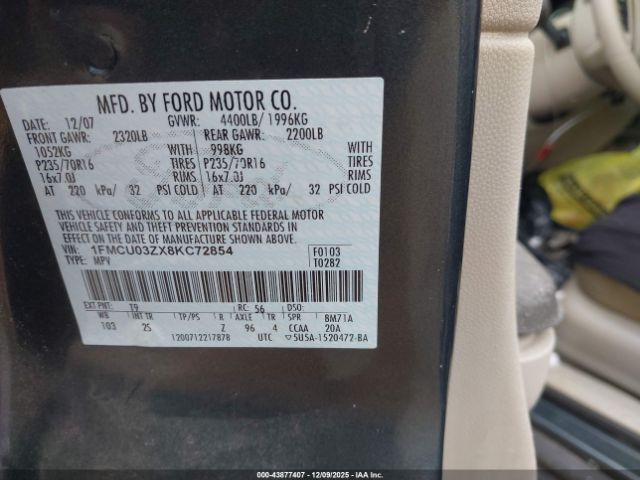 MFD. BY FORD MOTOR CO.
DATE: 12/07 GVWR: 4400LB/ 1996KG
FRONT GAWR: 2320LB REAR GAWR: 2200LB
1052KG WITH 998KG WITH
P235/70R16 TIRES P235/70R16 TIRES
16x7.0J RIMS 16x7.0J RIMS
AT 220 kPa/ 32 PSI COLD AT 220 kPa/ 32 PSI COLD
THIS VEHICLE CONFORMS TO ALL APPLICABLE FEDERAL MOTOR
VEHICLE SAFETY AND THEFT PREVENTION STANDARDS IN
EFFECT ON THE DATE OF MANUFACTURE SHOWN ABOVE.
VIN: 1FMCU03ZX8KC72854 F0103
TYPE: MPV T0282
EXT PNT: T9 RC: 56 DSO:
WB INT TR TP/PS R AXLE TR SPR BM71A
103 2S Z 96 4 CCAA 20A
1200712217878 UTC 5U5A-1520472-BA
43877407 - 12/09/2025 - IAAI.COM